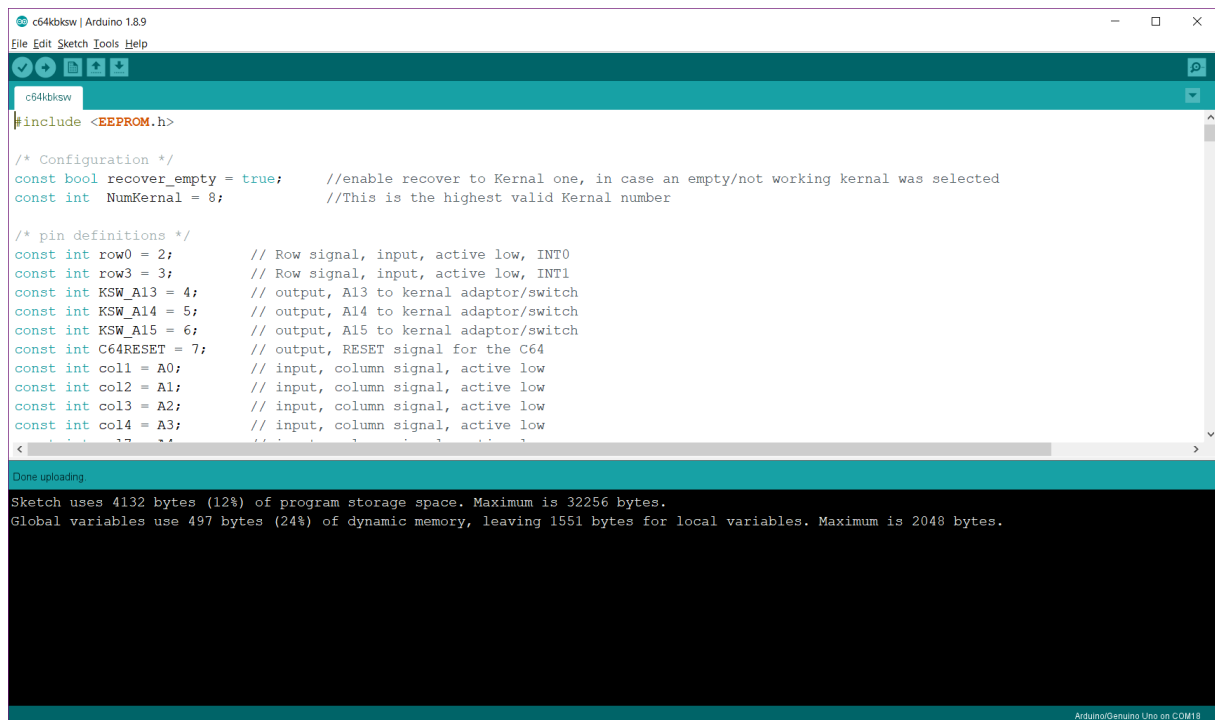 c64kbksw | Arduino 1.8.9
File Edit Sketch Tools Help
c64kbksw
#include <EEPROM.h>
/* Configuration */
const bool recover_empty = true;     //enable recover to Kernal one, in case an empty/not working kernal was selected
const int  NumKernal = 8;            //This is the highest valid Kernal number
/* pin definitions */
const int row0 = 2;         // Row signal, input, active low, INT0
const int row3 = 3;         // Row signal, input, active low, INT1
const int KSW_A13 = 4;      // output, A13 to kernal adaptor/switch
const int KSW_A14 = 5;      // output, A14 to kernal adaptor/switch
const int KSW_A15 = 6;      // output, A15 to kernal adaptor/switch
const int C64RESET = 7;     // output, RESET signal for the C64
const int col1 = A0;        // input, column signal, active low
const int col2 = A1;        // input, column signal, active low
const int col3 = A2;        // input, column signal, active low
const int col4 = A3;        // input, column signal, active low
Done uploading.
Sketch uses 4132 bytes (12%) of program storage space. Maximum is 32256 bytes.
Global variables use 497 bytes (24%) of dynamic memory, leaving 1551 bytes for local variables. Maximum is 2048 bytes.
Arduino/Genuino Uno on COM18